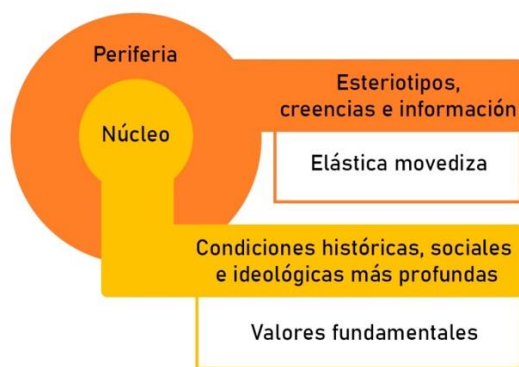 Periferia
Núcleo
Esteriotipos,
creencias e información
Elástica movediza
Condiciones históricas, sociales
e ideológicas más profundas
Valores fundamentales